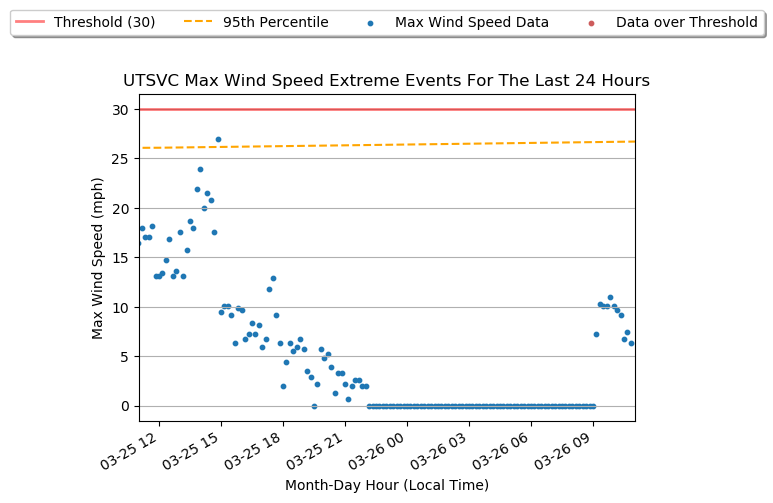 Threshold (30) 95th Percentile Max Wind Speed Data Data over Threshold
UTSVC Max Wind Speed Extreme Events For The Last 24 Hours
30
25
20
15
10
5
0
Max Wind Speed (mph)
03-25 12 03-25 15 03-25 18 03-25 21 03-26 00 03-26 03 03-26 06 03-26 09
Month-Day Hour (Local Time)